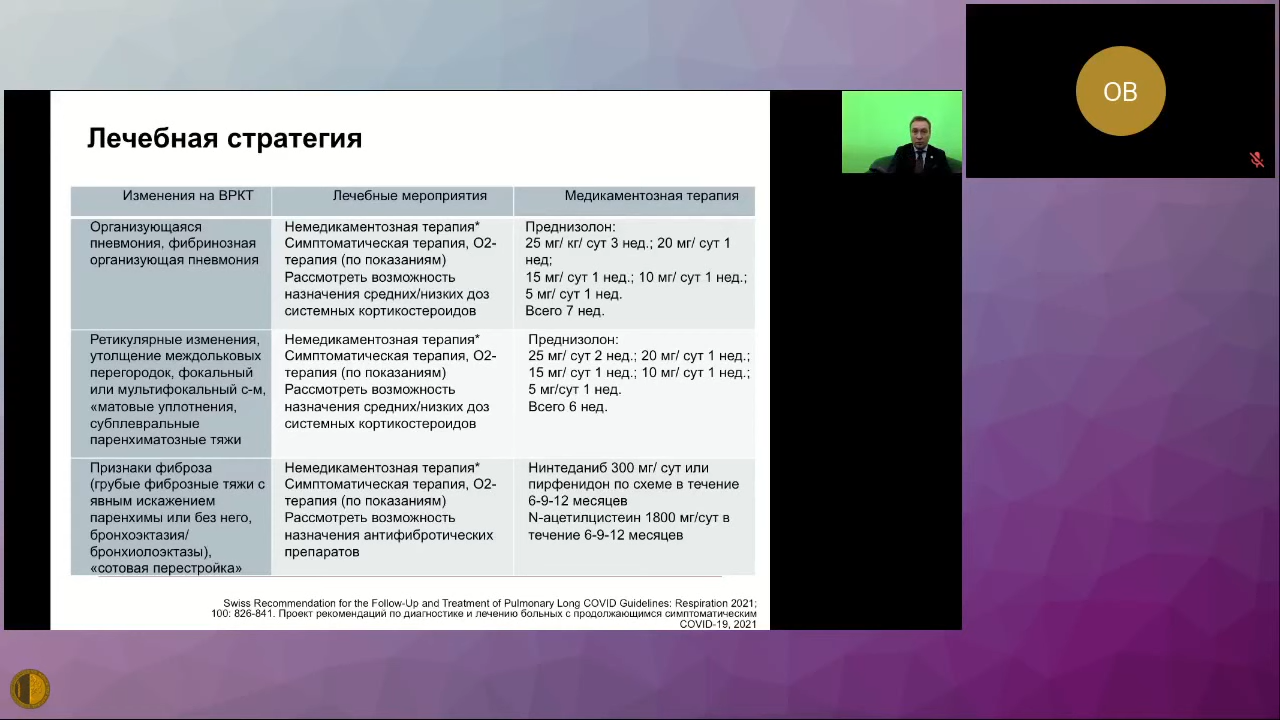 Лечебная стратегия
Изменения на ВРКТ
Лечебные мероприятия
Медикаментозная терапия
Организующаяся
пневмония, фибринозная
организующая пневмония
Немедикаментозная терапия*
Симптоматическая терапия, О2-
терапия (по показаниям)
Рассмотреть возможность
назначения средних/низких доз
системных кортикостероидов
Преднизолон:
25 мг/ кг/ сут 3 нед.; 20 мг/ сут 1
нед;
15 мг/ сут 1 нед.; 10 мг/ сут 1 нед.;
5 мг/ сут 1 нед.
Всего 7 нед.
Ретикулярные изменения,
утолщение междольковых
перегородок, фокальный
или мультифокальный с-м,
«матовые уплотнения,
субплевральные
паренхиматозные тяжи
Немедикаментозная терапия*
Симптоматическая терапия, О2-
терапия (по показаниям)
Рассмотреть возможность
назначения средних/низких доз
системных кортикостероидов
Преднизолон:
25 мг/ сут 2 нед.; 20 мг/ сут 1 нед.;
15 мг/ сут 1 нед.; 10 мг/ сут 1 нед.;
5 мг/сут 1 нед.
Всего 6 нед.
Признаки фиброза
(грубые фиброзные тяжи с
явным искажением
паренхимы или без него,
бронхоэктазия/
бронхиолоэктазы),
«сотовая перестройка»
Немедикаментозная терапия*
Симптоматическая терапия, О2-
терапия (по показаниям)
Рассмотреть возможность
назначения антифибротических
препаратов
Нинтеданиб 300 мг/ сут или
пирфенидон по схеме в течение
6-9-12 месяцев
N-ацетилцистеин 1800 мг/сут в
течение 6-9-12 месяцев
Swiss Recommendation for the Follow-Up and Treatment of Pulmonary Long COVID Guidelines: Respiration 2021;
100: 826-841. Проект рекомендаций по диагностике и лечению больных с продолжающимся симптоматическим
COVID-19, 2021
ОВ